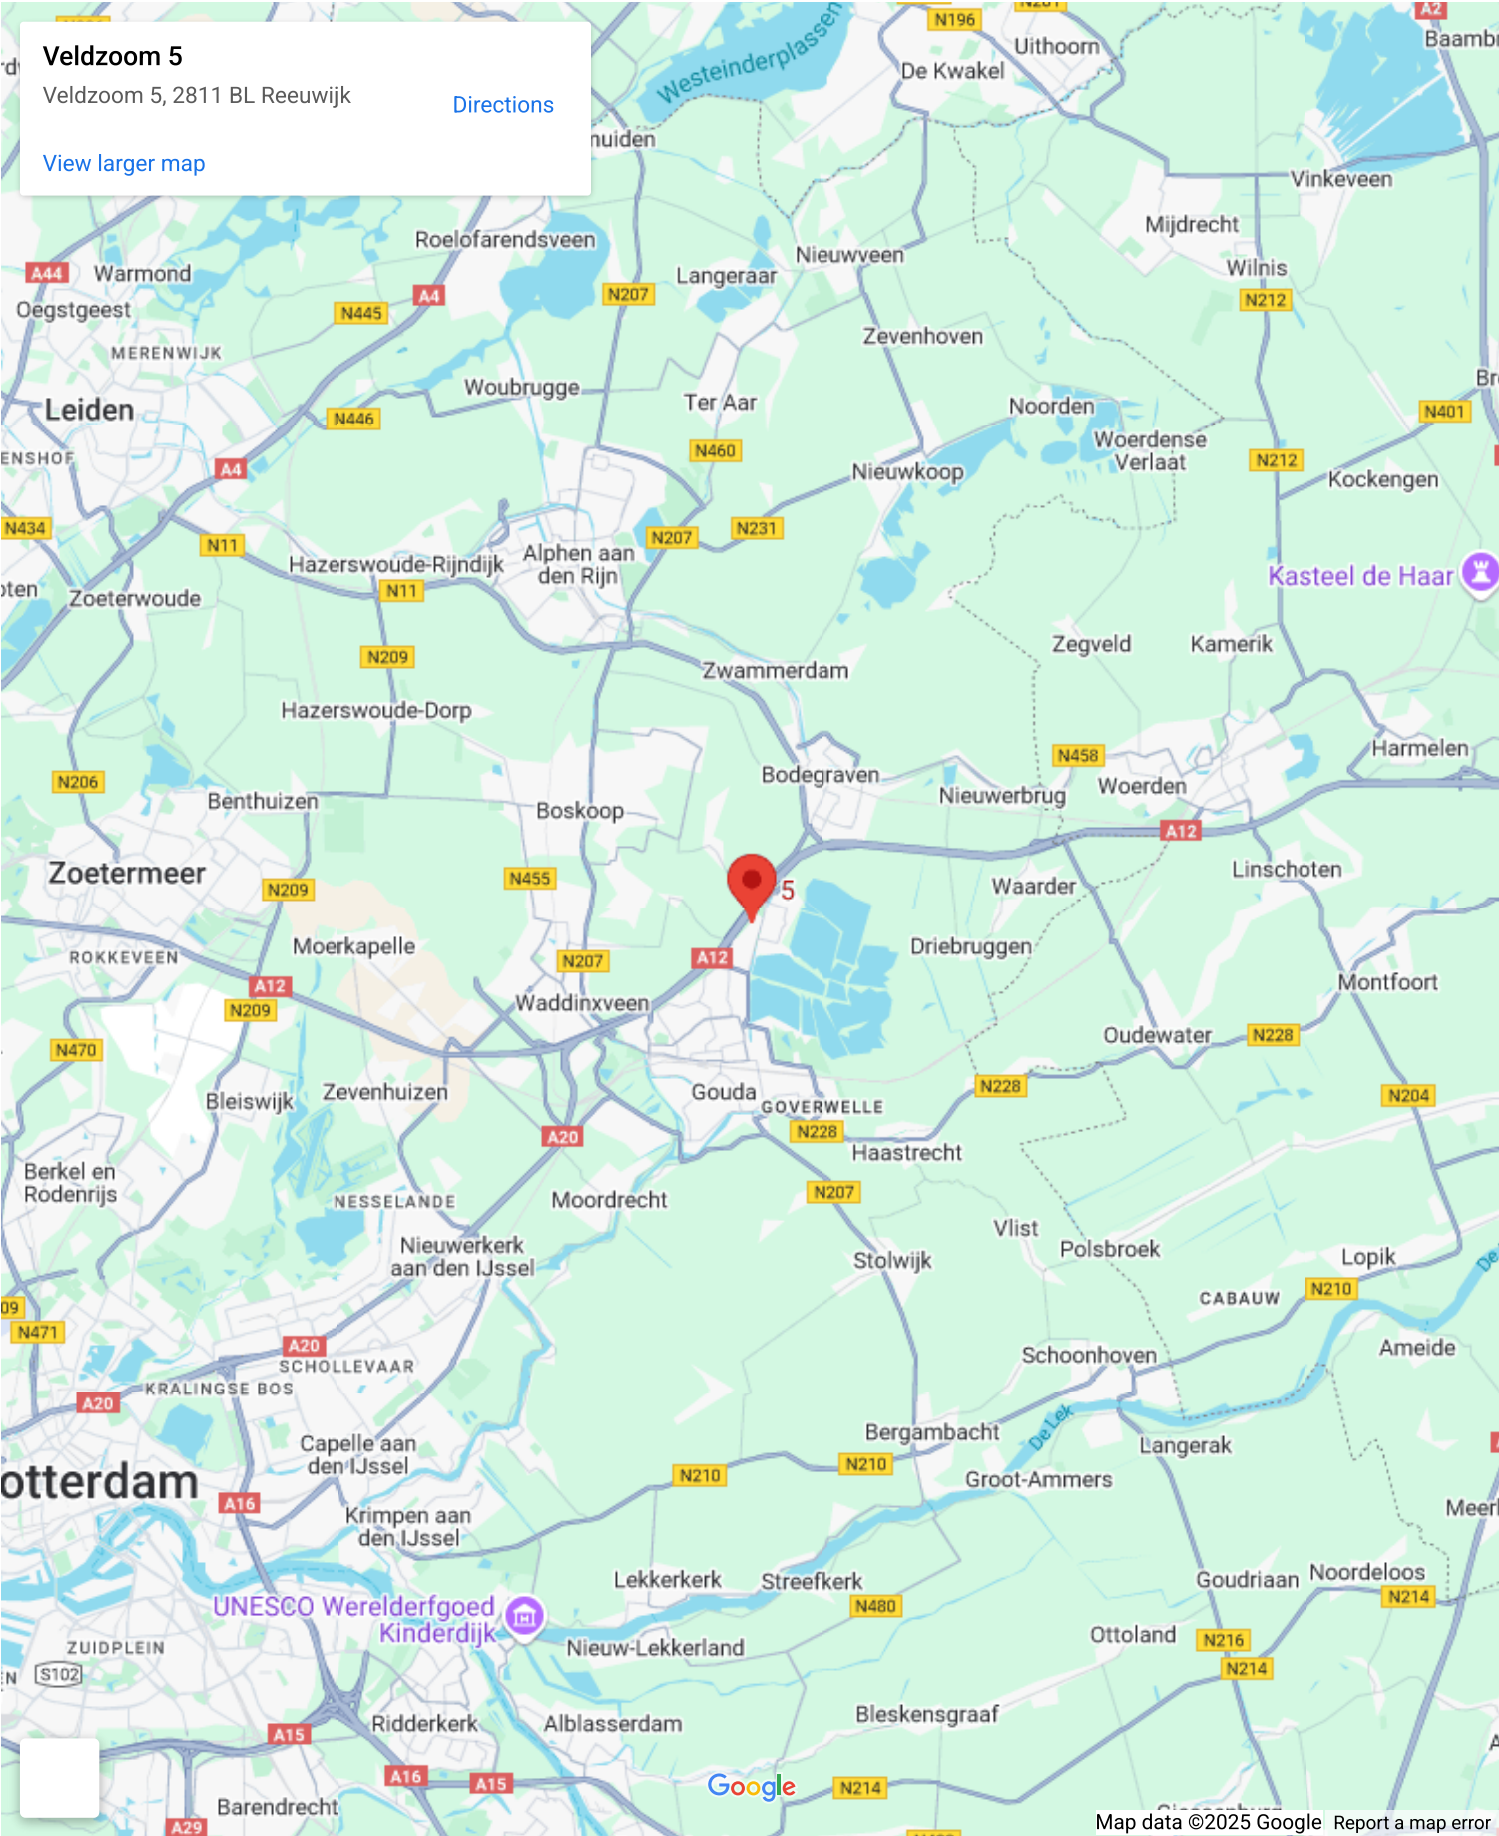 Veldzoom 5
Veldzoom 5, 2811 BL Reeuwijk
Directions
View larger map
N196
A2
Uithoorn
De Kwakel
Westeinderplassen
Vinkeveen
Mijdrecht
Roelofarendsveen
Nieuwveen
Langeraar
Wilnis
A44
Warmond
A4
N207
N212
Oegstgeest
N445
Zevenhoven
MERENWIJK
Woubrugge
Ter Aar
Noorden
Leiden
N446
N401
Woerdense
Verlaat
N460
N212
A4
Nieuwkoop
Kockengen
N434
N11
N207
N231
Hazerswoude-Rijndijk
Alphen aan
den Rijn
Kasteel de Haar
N11
Zoeterwoude
N209
Zwammerdam
Zegveld
Kamerik
Hazerswoude-Dorp
N458
Harmelen
N206
Bodegraven
Woerden
Benthuizen
Boskoop
Nieuwerbrug
A12
Zoetermeer
N209
N455
5
Waarder
Linschoten
Moerkapelle
ROKKEVEEN
N207
A12
Driebruggen
A12
Waddinxveen
Montfoort
N209
N470
Oudewater
N228
Bleiswijk
Zevenhuizen
Gouda
N228
N204
GOVERWELLE
A20
N228
Haastrecht
Berkel en
Rodenrijs
NESSELANDE
Moordrecht
N207
Nieuwerkerk
aan den IJssel
Vlist
Polsbroek
Stolwijk
Lopik
De
N210
CABAUW
09
N471
A20
SCHOLLEVAAR
Schoonhoven
Ameide
KRALINGSE BOS
A20
De Lek
Capelle aan
den IJssel
Bergambacht
Langerak
N210
N210
Groot-Ammers
otterdam
A16
Krimpen aan
den IJssel
Lekkerkerk
Streefkerk
Goudriaan
Noordeloos
N214
UNESCO Werelderfgoed
Kinderdijk
N480
Ottoland
N216
ZUIDPLEIN
Nieuw-Lekkerland
S102
N214
Bleskensgraaf
A15
Ridderkerk
Alblasserdam
A16
A15
Google
N214
Barendrecht
A29
Map data ©2025 Google
Report a map error